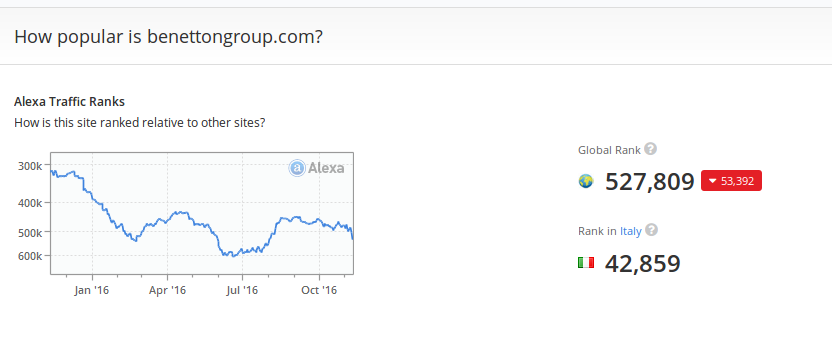 How popular is benettongroup.com?
Alexa Traffic Ranks
How is this site ranked relative to other sites?
a Alexa
300k
400k
500k
600k
Jan '16 Apr '16 Jul '16 Oct '16
Global Rank ?
527,809 53,392
Rank in Italy ?
42,859